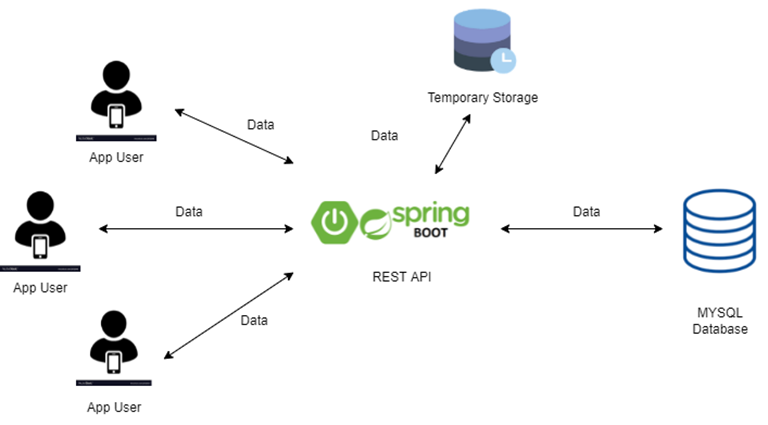 Temporary Storage
Data
Data
App User
Data
Data
App User
spring
BOOT
REST API
MYSQL
Database
Data
App User